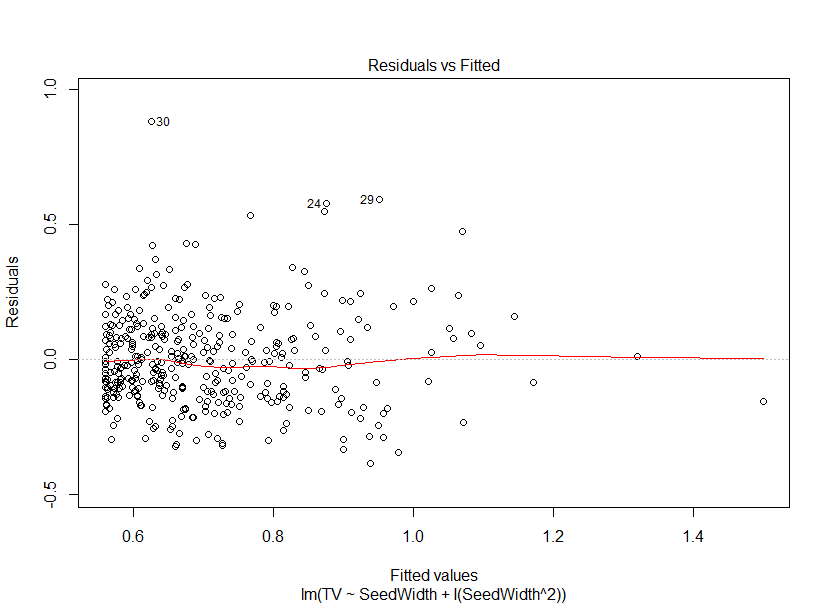 Residuals vs Fitted
1.0
0.5
0.0
-0.5
Residuals
30
24
29
0.6 0.8 1.0 1.2 1.4
Fitted values
lm(TV ~ SeedWidth + I(SeedWidth^2))